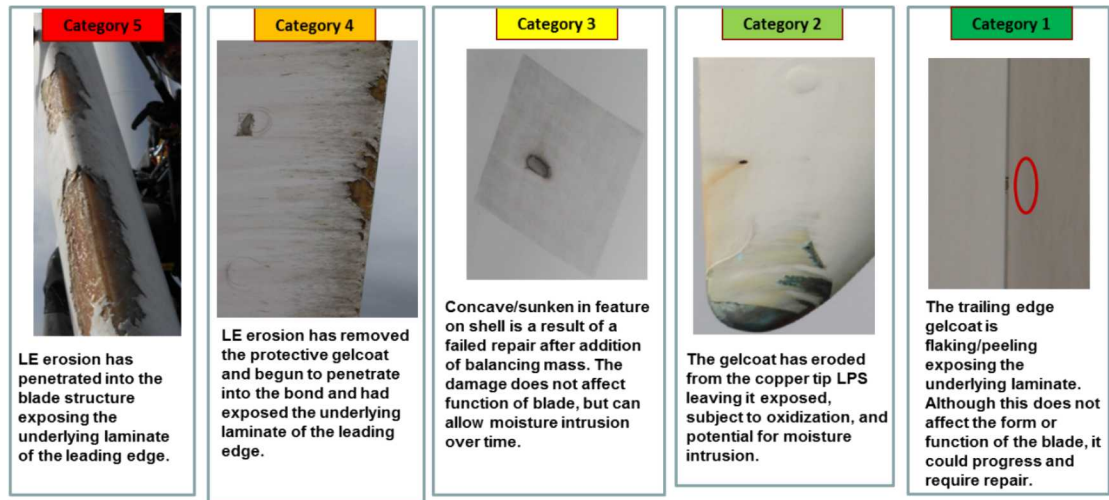 Category 5
LE erosion has
penetrated into the
blade structure
exposing the
underlying laminate
of the leading edge.
Category 4
LE erosion has removed
the protective gelcoat
and begun to penetrate
into the bond and had
exposed the underlying
laminate of the leading
edge.
Category 3
Concave/sunken in feature
on shell is a result of a
failed repair after addition
of balancing mass. The
damage does not affect
function of blade, but can
allow moisture intrusion
over time.
Category 2
The gelcoat has eroded
from the copper tip LPS
leaving it exposed,
subject to oxidization, and
potential for moisture
intrusion.
Category 1
The trailing edge
gelcoat is
flaking/peeling
exposing the
underlying laminate.
Although this does not
affect the form or
function of the blade, it
could progress and
require repair.